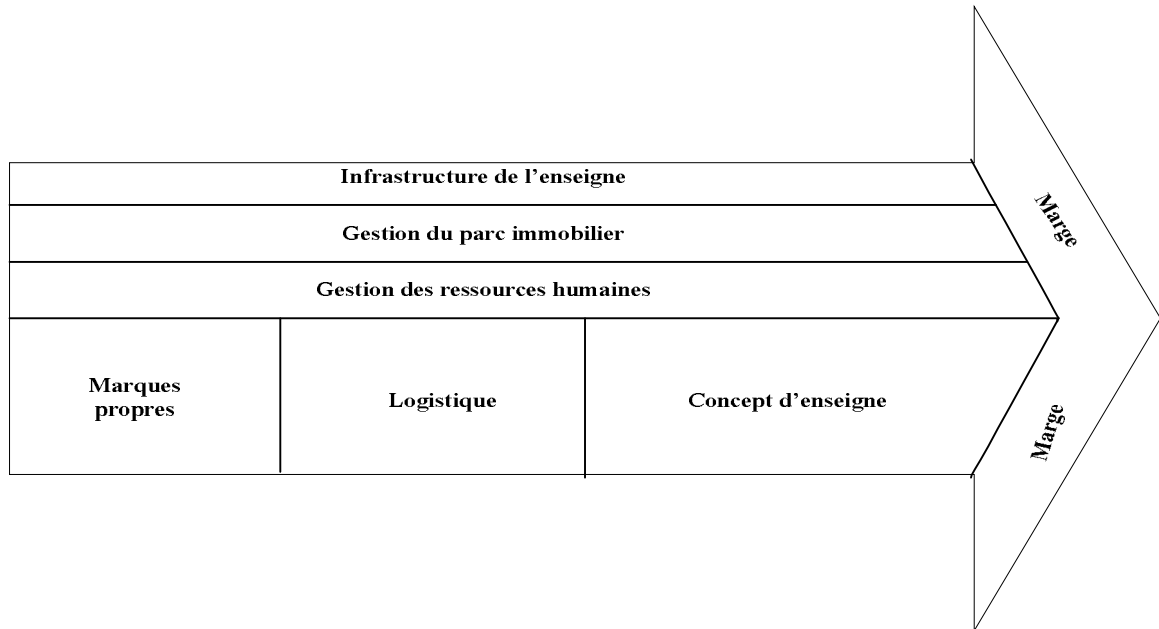 Infrastructure de l’enseigne
Marge
Gestion du parc immobilier
Gestion des ressources humaines
Marques
propres
Logistique
Concept d’enseigne
Marge